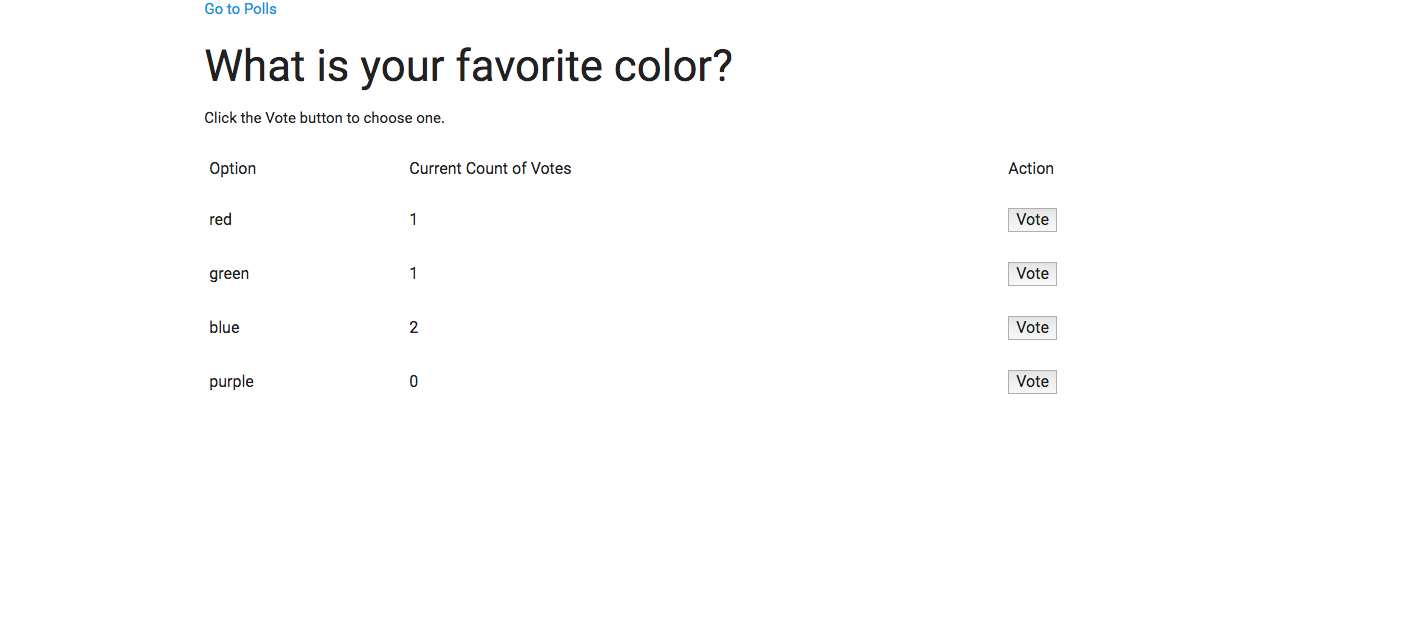 Go to Polls
What is your favorite color?
Click the Vote button to choose one.
Option Current Count of Votes Action
red 1 Vote
green 1 Vote
blue 2 Vote
purple 0 Vote